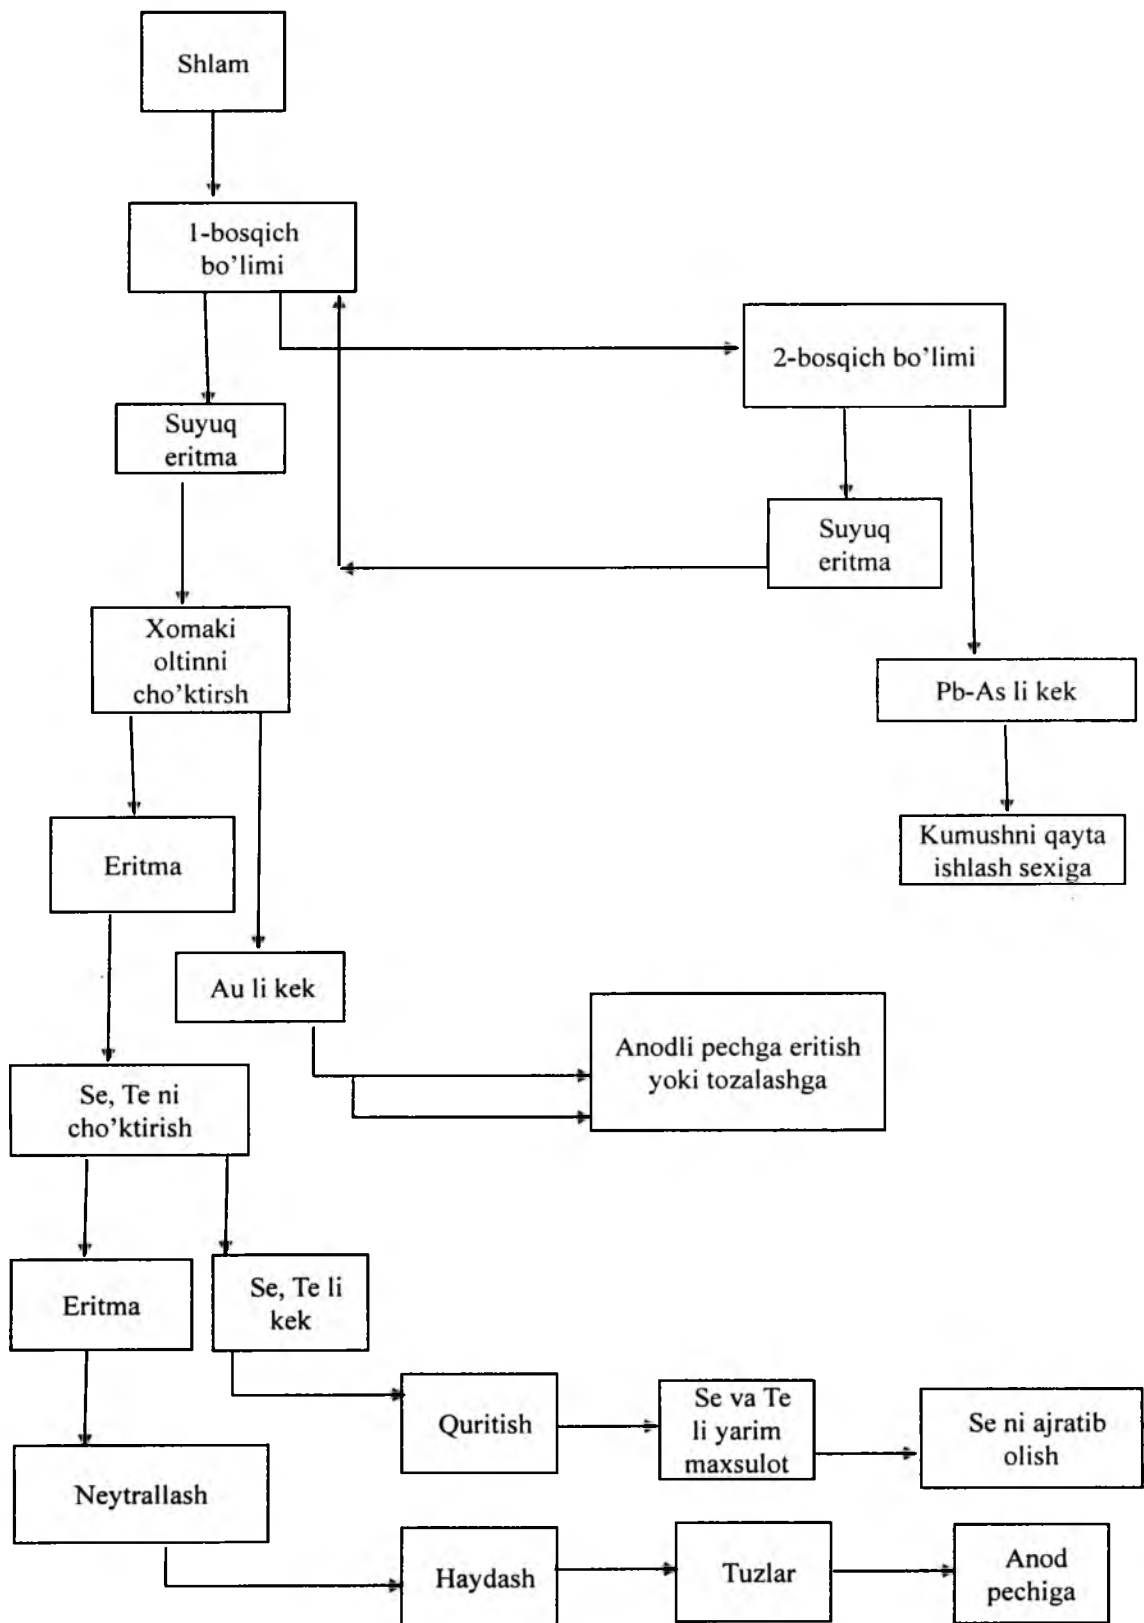 Shlam
1-bosqich
bo’limi
2-bosqich bo’limi
Suyuq
eritma
Suyuq
eritma
Xomaki
oltinni
cho’ktirsh
Pb-As li kek
Eritma
Kumushni qayta
ishlash sexiga
Au li kek
Anodli pechga eritish
yoki tozalashga
Se, Te ni
cho’ktirish
Eritma
Se, Te li
kek
Quritish
Se va Te
li yarim
maxsulot
Se ni ajratib
olish
Neytrallash
Haydash
Tuzlar
Anod
pechiga